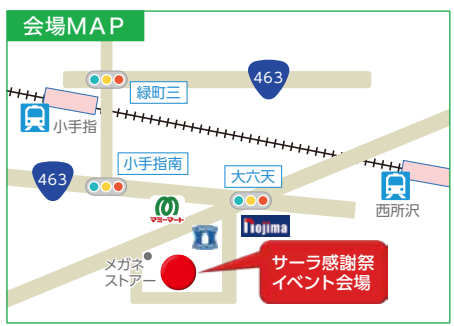 会場MAP
463
緑町三
小手指
小手指南
大六天
463
西所沢
マミーマート
Nojima
メガネ
ストアー
サーラ感謝祭
イベント会場